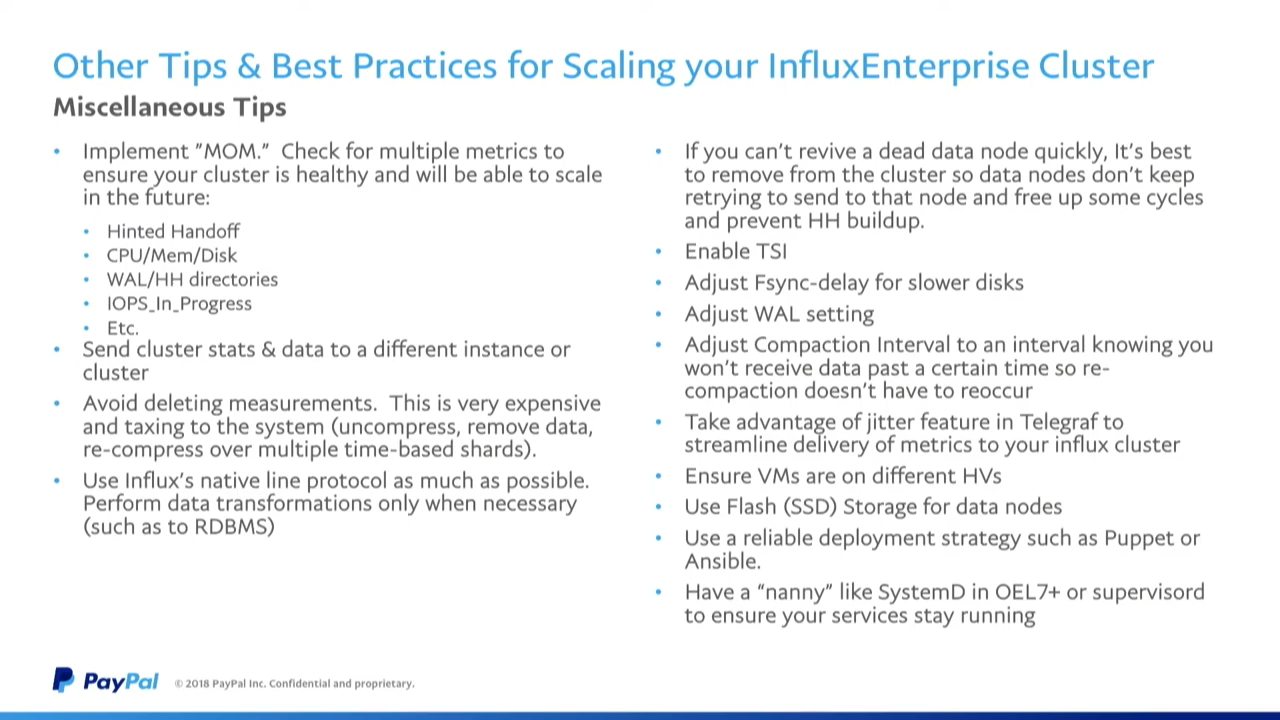 Other Tips & Best Practices for Scaling your InfluxEnterprise Cluster
Miscellaneous Tips
• Implement "MOM." Check for multiple metrics to
ensure your cluster is healthy and will be able to scale
in the future:
• Hinted Handoff
• CPU/Mem/Disk
• WAL/HH directories
• IOPS_In_Progress
• Etc.
• Send cluster stats & data to a different instance or
cluster
• Avoid deleting measurements. This is very expensive
and taxing to the system (uncompress, remove data,
re-compress over multiple time-based shards).
• Use Influx's native line protocol as much as possible.
Perform data transformations only when necessary
(such as to RDBMS)
• If you can't revive a dead data node quickly, It's best
to remove from the cluster so data nodes don't keep
retrying to send to that node and free up some cycles
and prevent HH buildup.
• Enable TSI
• Adjust Fsync-delay for slower disks
• Adjust WAL setting
• Adjust Compaction Interval to an interval knowing you
won't receive data past a certain time so re-
compaction doesn't have to reoccur
• Take advantage of jitter feature in Telegraf to
streamline delivery of metrics to your influx cluster
• Ensure VMs are on different HVs
• Use Flash (SSD) Storage for data nodes
• Use a reliable deployment strategy such as Puppet or
Ansible.
• Have a "nanny" like SystemD in OEL7+ or supervisord
to ensure your services stay running
PayPal © 2018 PayPal Inc. Confidential and proprietary.